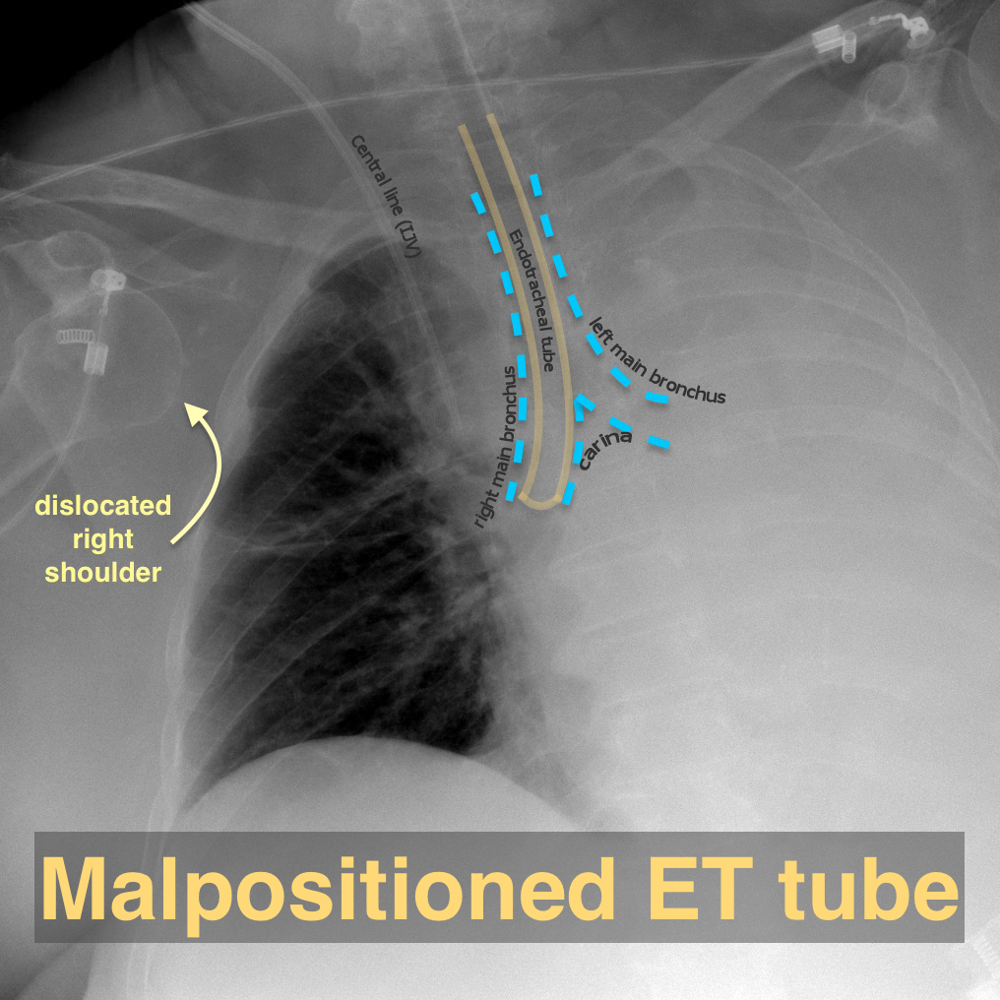 Central line (IJV)
Endotracheal tube
left main bronchus
right main bronchus
carina
dislocated
right
shoulder
Malpositioned ET tube